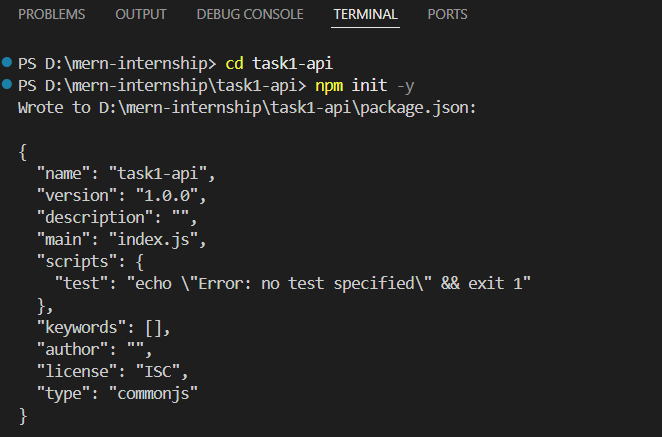 PROBLEMS OUTPUT DEBUG CONSOLE TERMINAL PORTS
PS D:\mern-internship> cd task1-api
PS D:\mern-internship\task1-api> npm init -y
Wrote to D:\mern-internship\task1-api\package.json:
{
  "name": "task1-api",
  "version": "1.0.0",
  "description": "",
  "main": "index.js",
  "scripts": {
    "test": "echo \"Error: no test specified\" && exit 1"
  },
  "keywords": [],
  "author": "",
  "license": "ISC",
  "type": "commonjs"
}